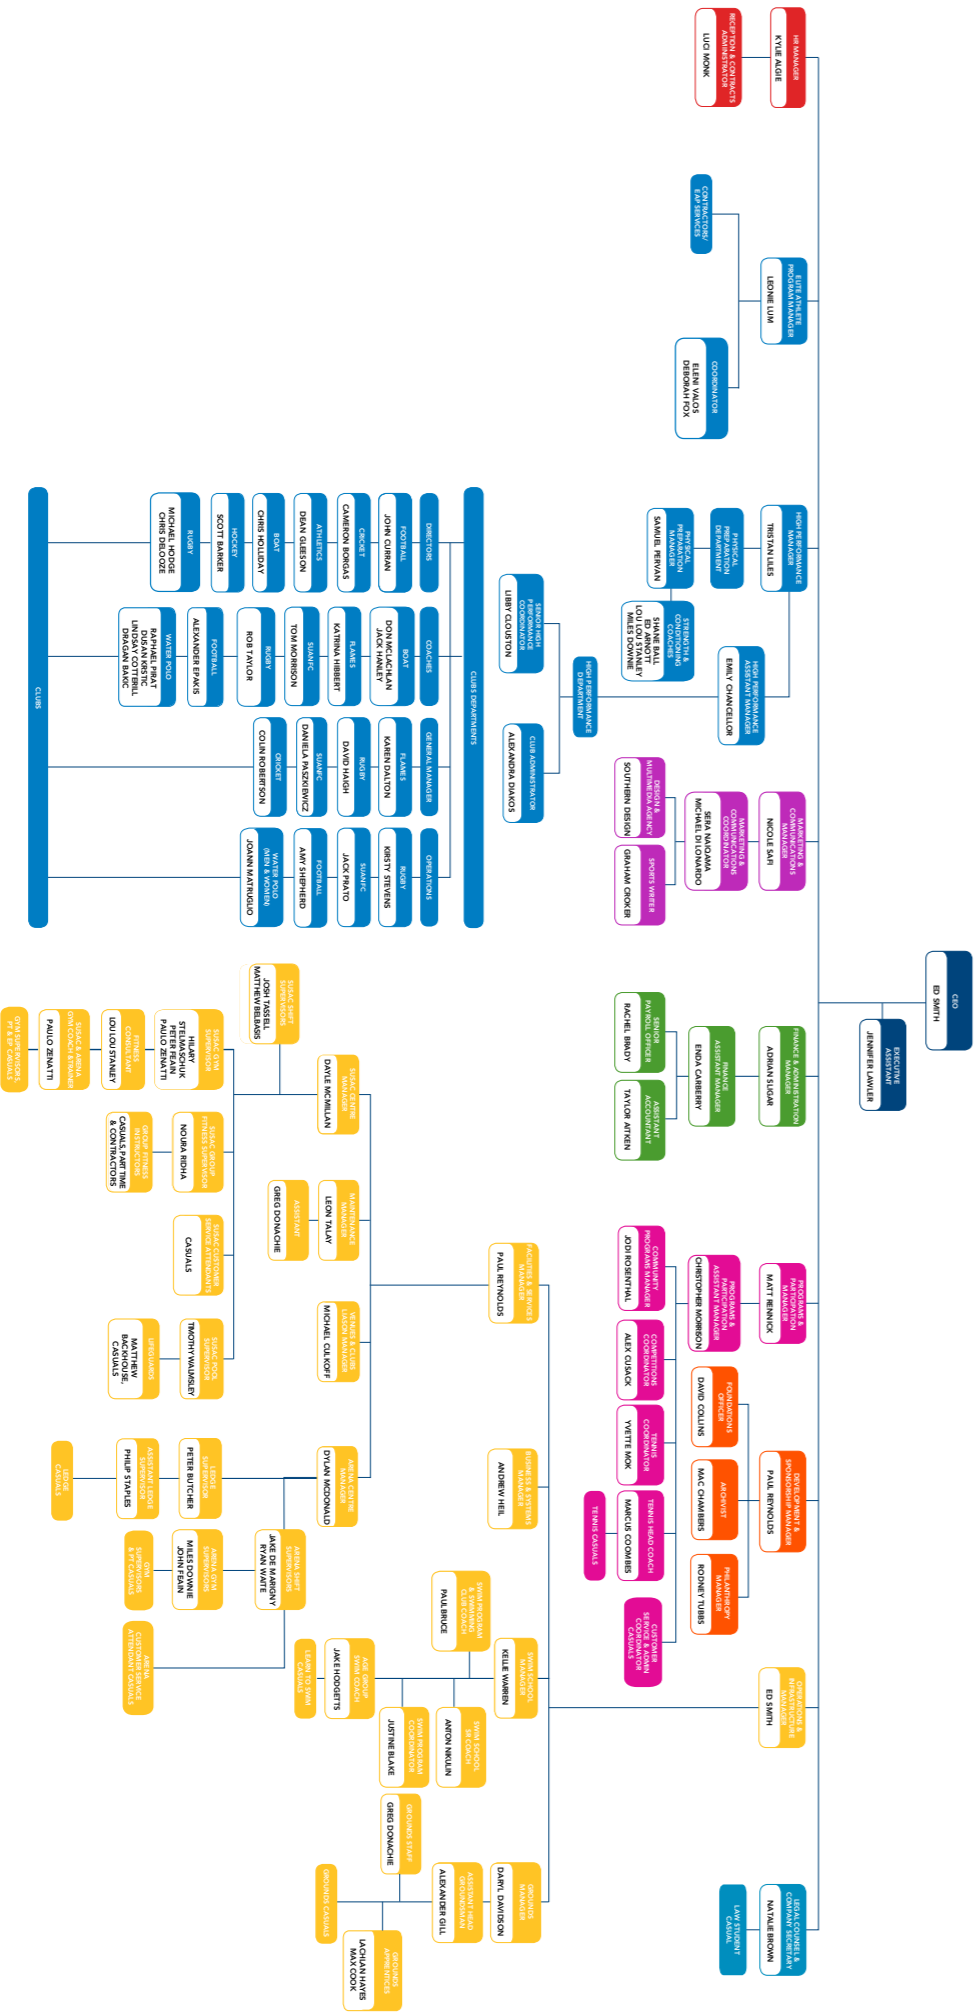 CEO
ED SMITH
EXECUTIVE
ASSISTANT
JENNIFER LAWLER
HR MANAGER
KYLIE ALGIE
RECEPTION & CONTRACTS
ADMINISTRATOR
LUCI MONK
ELITE ATHLETE
PROGRAM MANAGER
LEONIE LUM
CONTRACTORS/
EAP SERVICES
COORDINATOR
ELENI VALOS
DEBORAH FOX
HIGH PERFORMANCE
MANAGER
TRISTAN LILES
PHYSICAL
PREPARATION
DEPARTMENT
PHYSICAL
PREPARATION
MANAGER
SAMUEL PERVAN
STRENGTH &
CONDITIONING
COACHES
SHANE BALL
ED ARNOTT
LOU LOU STANLEY
MILES DOWNIE
HIGH PERFORMANCE
ASSISTANT MANAGER
EMILY CHANCELLOR
HIGH PERFORMANCE
DEPARTMENT
SENIOR HIGH
PERFORMANCE
COORDINATOR
LIBBY CLOUSTON
CLUB ADMINISTRATOR
ALEXANDRA DIAKOS
CLUBS DEPARTMENTS
DIRECTORS
FOOTBALL
JOHN CURRAN
CRICKET
CAMERON BORGAS
ATHLETICS
DEAN GLEESON
BOAT
CHRIS HOLLIDAY
HOCKEY
SCOTT BARKER
RUGBY
MICHAEL HODGE
CHRIS DELOOZE
COACHES
BOAT
DON MCLACHLAN
JACK HANLEY
FLAMES
KATRINA HIBBERT
SUANFC
TOM MORRISON
RUGBY
ROB TAYLOR
FOOTBALL
ALEXANDER EPAKIS
WATER POLO
RAPHAEL PIRAT
DUSAN KRSTIC
LINDSAY COTTERILL
DRAGAN BAKIC
GENERAL MANAGER
FLAMES
KAREN DALTON
RUGBY
DAVID HAIGH
SUANFC
DANIELA PASZKIEWICZ
CRICKET
COLIN ROBERTSON
OPERATIONS
RUGBY
KIRSTY STEVENS
SUANFC
JACK PRATO
FOOTBALL
AMY SHEPHERD
WATER POLO
(MEN & WOMEN)
JOANN MATRUGLIO
CLUBS
MARKETING &
COMMUNICATIONS
MANAGER
NICOLE SAFI
MARKETING &
COMMUNICATIONS
COORDINATOR
SERA NAIQAMA
MICHAEL DI LONARDO
DESIGN &
MULTIMEDIA AGENCY
SOUTHERN DESIGN
SPORTS WRITER
GRAHAM CROKER
FINANCE & ADMINISTRATION
MANAGER
ADRIAN SUGAR
FINANCE
ASSISTANT MANAGER
ENDA CARBERRY
SENIOR
PAYROLL OFFICER
RACHEL BRADY
ASSISTANT
ACCOUNTANT
TAYLOR AITKEN
PROGRAMS &
PARTICIPATION
MANAGER
MATT RENNICK
PROGRAMS &
PARTICIPATION
ASSISTANT MANAGER
CHRISTOPHER MORRISON
COMMUNITY
PROGRAMS MANAGER
JODI ROSENTHAL
COMPETITIONS
COORDINATOR
ALEX CUSACK
TENNIS
COORDINATOR
YVETTE MOK
TENNIS HEAD COACH
MARCUS COOMBES
TENNIS CASUALS
CUSTOMER
SERVICE & ADMIN
COORDINATOR
CASUALS
DEVELOPMENT &
SPONSORSHIP MANAGER
PAUL REYNOLDS
FOUNDATIONS
OFFICER
DAVID COLLINS
ARCHIVIST
MAC CHAMBERS
PHILANTHROPY
MANAGER
RODNEY TUBBS
OPERATIONS &
INFRASTRUCTURE
MANAGER
ED SMITH
FACILITIES & SERVICES
MANAGER
PAUL REYNOLDS
SUSAC CENTRE
MANAGER
DAYLE MCMILLAN
SUSAC SHIFT
SUPERVISORS
JOSH TASSELL,
MATTHEW BELBASIS
SUSAC GYM
SUPERVISOR
HILARY
STELMASCHUK
PETER FEAIN
PAULO ZENATTI
FITNESS
CONSULTANT
LOU LOU STANLEY
SUSAC & ARENA
GYM COACH & TRAINER
PAULO ZENATTI
GYM SUPERVISORS,
PT & EP CASUALS
SUSAC GROUP
FITNESS SUPERVISOR
NOURA RIDHA
GROUP FITNESS
INSTRUCTORS
CASUALS, PART TIME
& CONTRACTORS
SUSAC CUSTOMER
SERVICE ATTENDANTS
CASUALS
SUSAC POOL
SUPERVISOR
TIMOTHY WALMSLEY
LIFEGUARDS
MATTHEW
BACKHOUSE,
CASUALS
MAINTENANCE
MANAGER
LEON TALAY
ASSISTANT
GREG DONACHIE
VENUES & CLUBS
LIAISON MANAGER
MICHAEL CULKOFF
ARENA CENTRE
MANAGER
DYLAN MCDONALD
LEDGE
SUPERVISOR
PETER BUTCHER
ASSISTANT LEDGE
SUPERVISOR
PHILIP STAPLES
LEDGE
CASUALS
ARENA SHIFT
SUPERVISORS
JAKE DE MARIGNY
RYAN WAITE
ARENA GYM
SUPERVISORS
MILES DOWNIE
JOHN FEAIN
GYM
SUPERVISORS
& PT CASUALS
ARENA
CUSTOMER SERVICE
ATTENDANT CASUALS
BUSINESS & SYSTEMS
MANAGER
ANDREW HEIL
SWIM SCHOOL
MANAGER
KELLIE WARREN
SWIM PROGRAM
& SWIMMING
CLUB COACH
PAUL BRUCE
SWIM SCHOOL
SR COACH
ANTON NIKULIN
SWIM PROGRAM
COORDINATOR
JUSTINE BLAKE
AGE GROUP
SWIM COACH
JAKE HODGETTS
LEARN TO SWIM
CASUALS
GROUNDS
MANAGER
DARYL DAVIDSON
ASSISTANT HEAD
GROUNDSMAN
ALEXANDER GILL
GROUNDS STAFF
GREG DONACHIE
GROUNDS
APPRENTICES
LACHLAN HAYES
MAX COOK
GROUNDS CASUALS
LEGAL COUNSEL &
COMPANY SECRETARY
NATALIE BROWN
LAW STUDENT
CASUAL